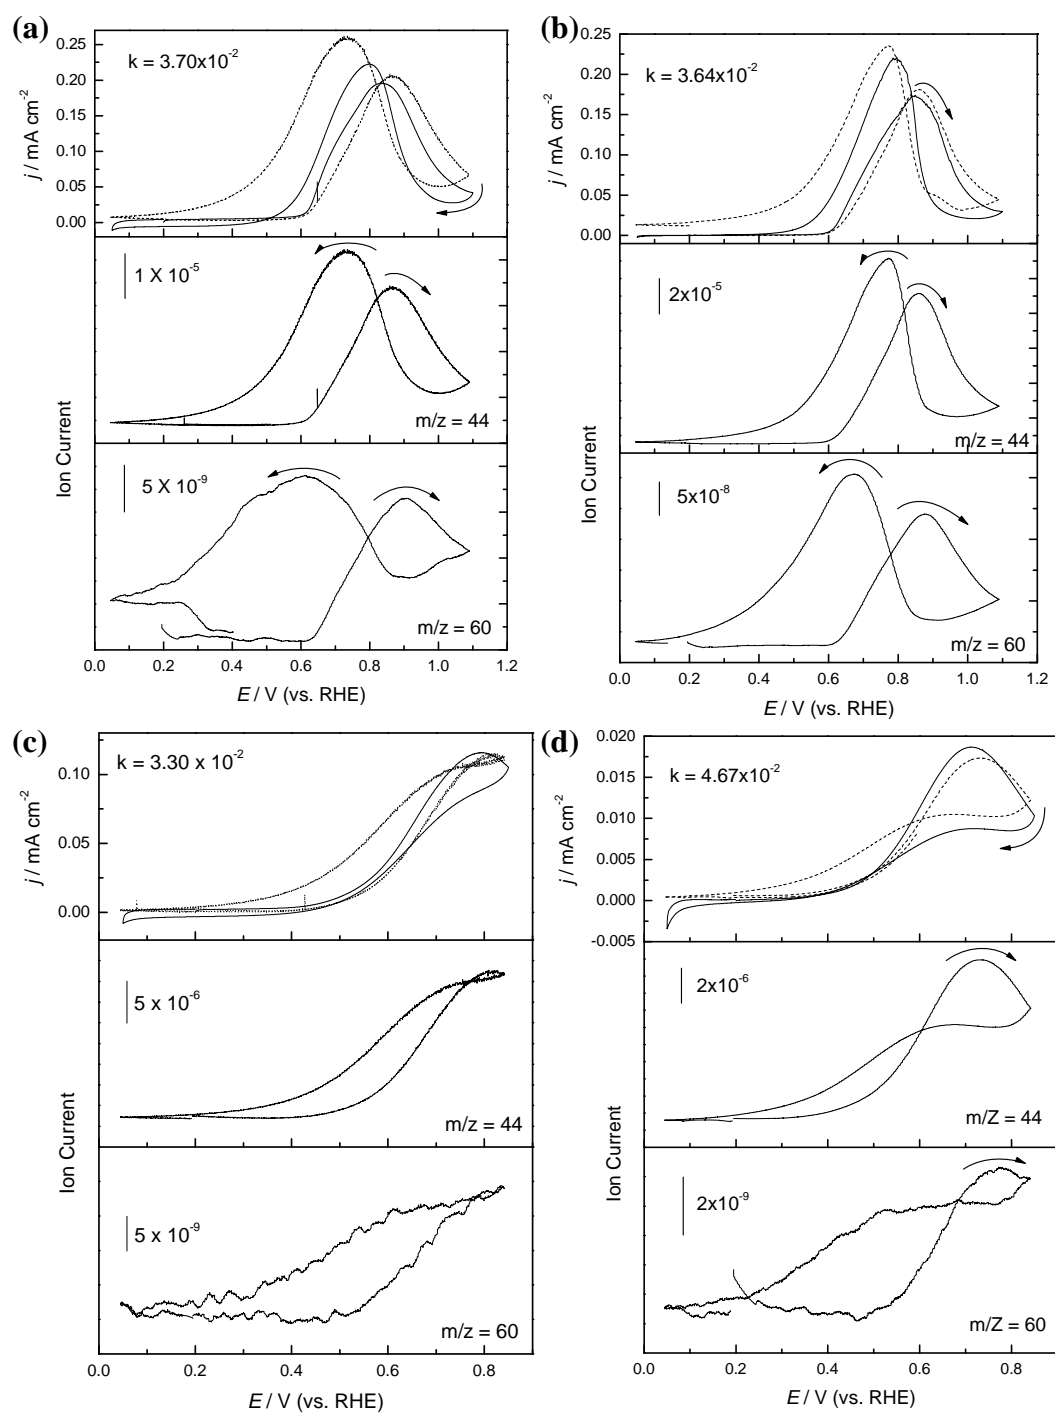 (a)
0.25
0.20
0.15
0.10
0.05
0.00
j / mA cm⁻²
k = 3.70x10⁻²
1 X 10⁻⁵
m/z = 44
Ion Current
5 X 10⁻⁹
m/z = 60
0.0 0.2 0.4 0.6 0.8 1.0 1.2
E / V (vs. RHE)
(b)
0.25
0.20
0.15
0.10
0.05
0.00
j / mA cm⁻²
k = 3.64x10⁻²
2x10⁻⁵
m/z = 44
Ion Current
5x10⁻⁸
m/z = 60
0.0 0.2 0.4 0.6 0.8 1.0 1.2
E / V (vs. RHE)
(c)
0.10
0.05
0.00
j / mA cm⁻²
k = 3.30 x 10⁻²
5 x 10⁻⁶
m/z = 44
Ion Current
5 x 10⁻⁹
m/z = 60
0.0 0.2 0.4 0.6 0.8
E / V (vs. RHE)
(d)
0.020
0.015
0.010
0.005
0.000
-0.005
j / mA cm⁻²
k = 4.67x10⁻²
2x10⁻⁶
m/Z = 44
Ion Current
2x10⁻⁹
m/Z = 60
0.0 0.2 0.4 0.6 0.8
E / V (vs. RHE)